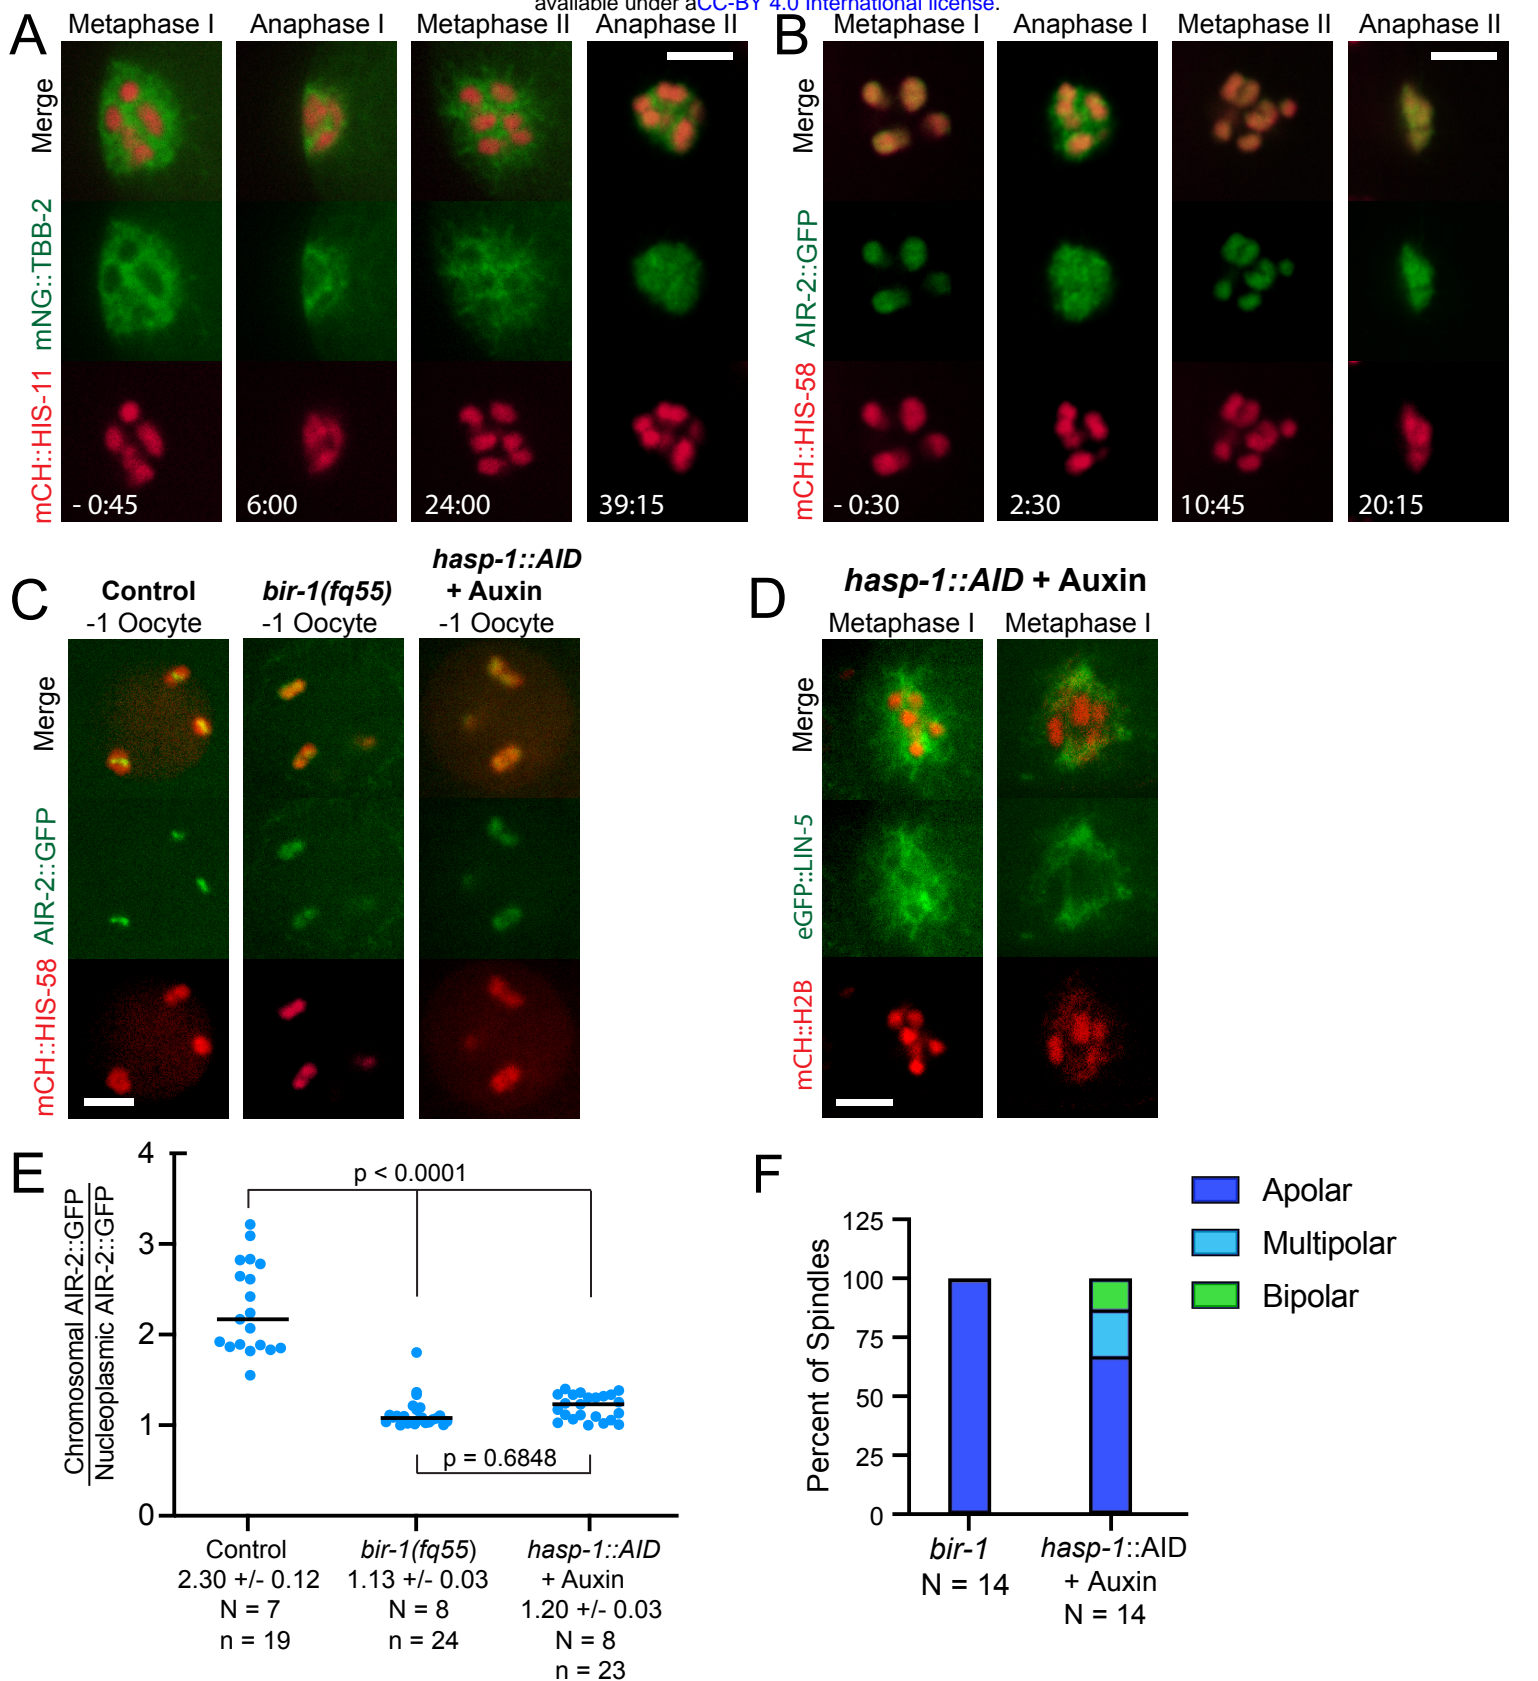 available under aCC-BY 4.0 International license.
A
Metaphase I
Anaphase I
Metaphase II
Anaphase II
Merge
mNG::TBB-2
mCH::HIS-11
- 0:45
6:00
24:00
39:15
B
Metaphase I
Anaphase I
Metaphase II
Anaphase II
Merge
AIR-2::GFP
mCH::HIS-58
- 0:30
2:30
10:45
20:15
C
Control
-1 Oocyte
bir-1(fq55)
-1 Oocyte
hasp-1::AID
+ Auxin
-1 Oocyte
Merge
AIR-2::GFP
mCH::HIS-58
D
hasp-1::AID + Auxin
Metaphase I
Metaphase I
Merge
eGFP::LIN-5
mCH::H2B
E
Chromosomal AIR-2::GFP
Nucleoplasmic AIR-2::GFP
4
3
2
1
0
p < 0.0001
p = 0.6848
Control
2.30 +/- 0.12
N = 7
n = 19
bir-1(fq55)
1.13 +/- 0.03
N = 8
n = 24
hasp-1::AID
+ Auxin
1.20 +/- 0.03
N = 8
n = 23
F
Percent of Spindles
125
100
75
50
25
0
bir-1
N = 14
hasp-1::AID
+ Auxin
N = 14
Apolar
Multipolar
Bipolar